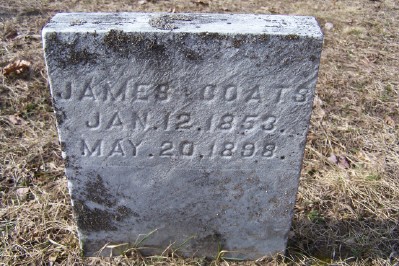 JAMES COATS
JAN. 12. 1853.
MAY. 20. 1898.